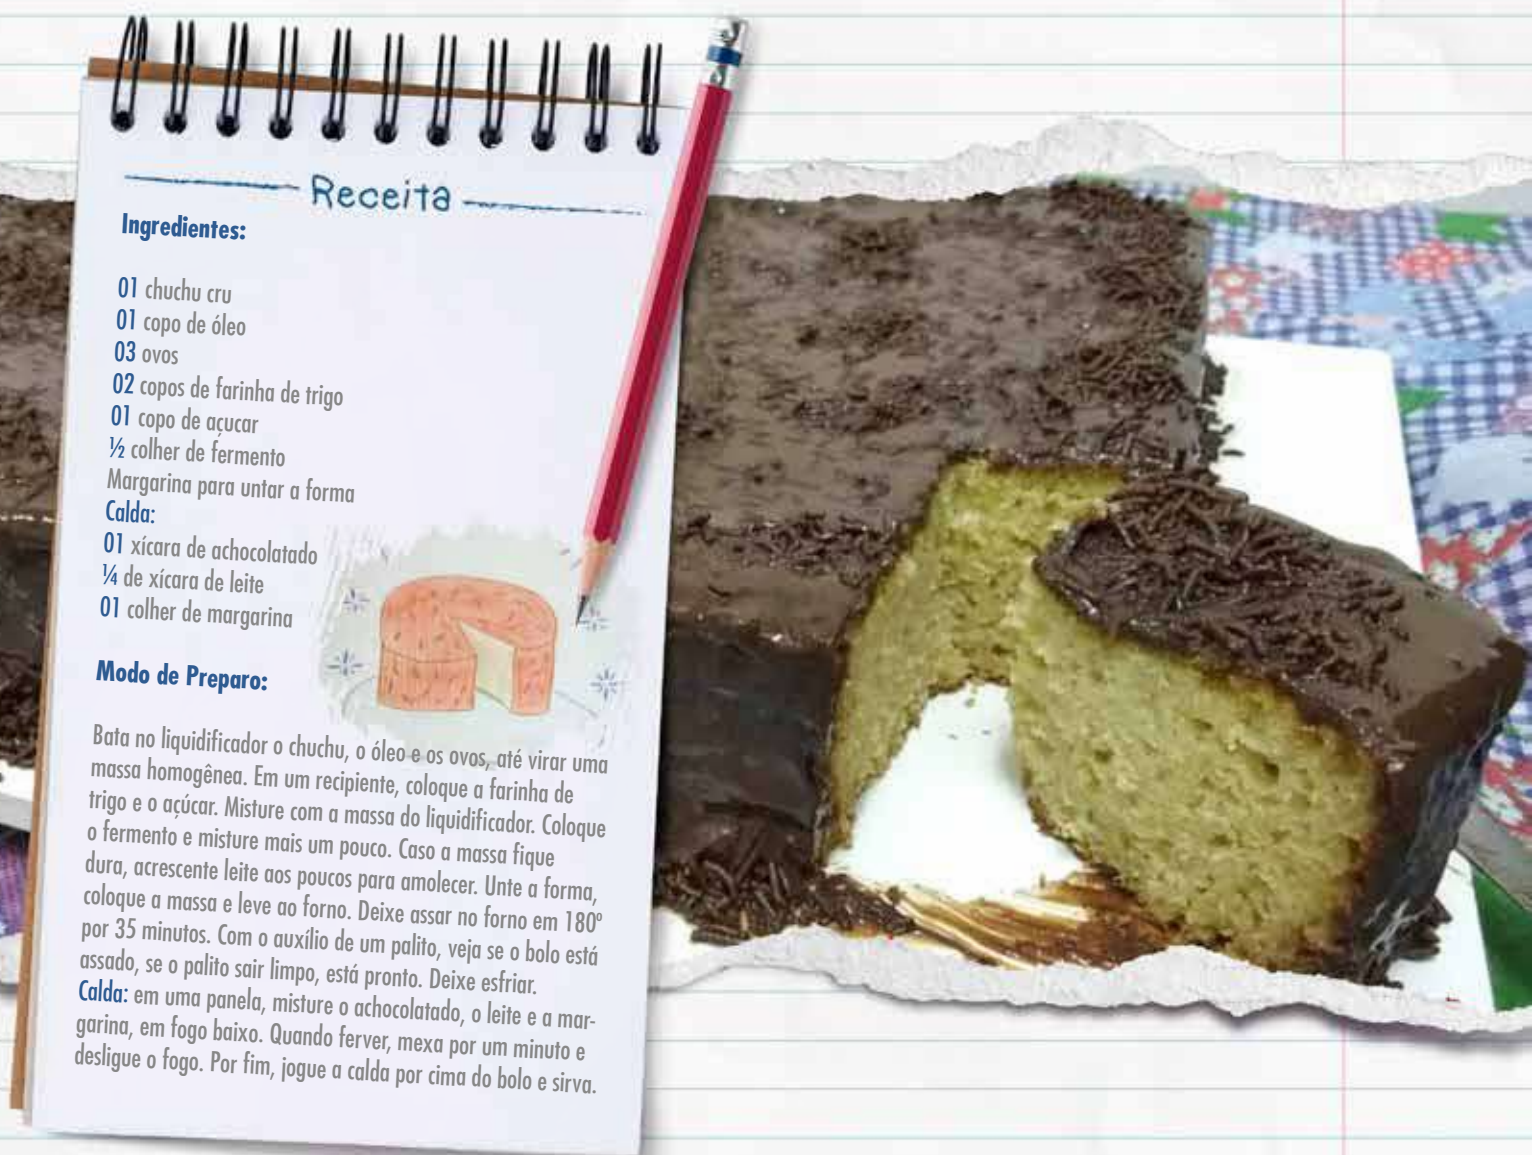 Receita
Ingredientes:
01 chuchu cru
01 copo de óleo
03 ovos
02 copos de farinha de trigo
01 copo de açucar
½ colher de fermento
Margarina para untar a forma
Calda:
01 xícara de achocolatado
¼ de xícara de leite
01 colher de margarina
Modo de Preparo:
Bata no liquidificador o chuchu, o óleo e os ovos, até virar uma
massa homogênea. Em um recipiente, coloque a farinha de
trigo e o açúcar. Misture com a massa do liquidificador. Coloque
o fermento e misture mais um pouco. Caso a massa fique
dura, acrescente leite aos poucos para amolecer. Unte a forma,
coloque a massa e leve ao forno. Deixe assar no forno em 180º
por 35 minutos. Com o auxílio de um palito, veja se o bolo está
assado, se o palito sair limpo, está pronto. Deixe esfriar.
Calda: em uma panela, misture o achocolatado, o leite e a mar-
garina, em fogo baixo. Quando ferver, mexa por um minuto e
desligue o fogo. Por fim, jogue a calda por cima do bolo e sirva.